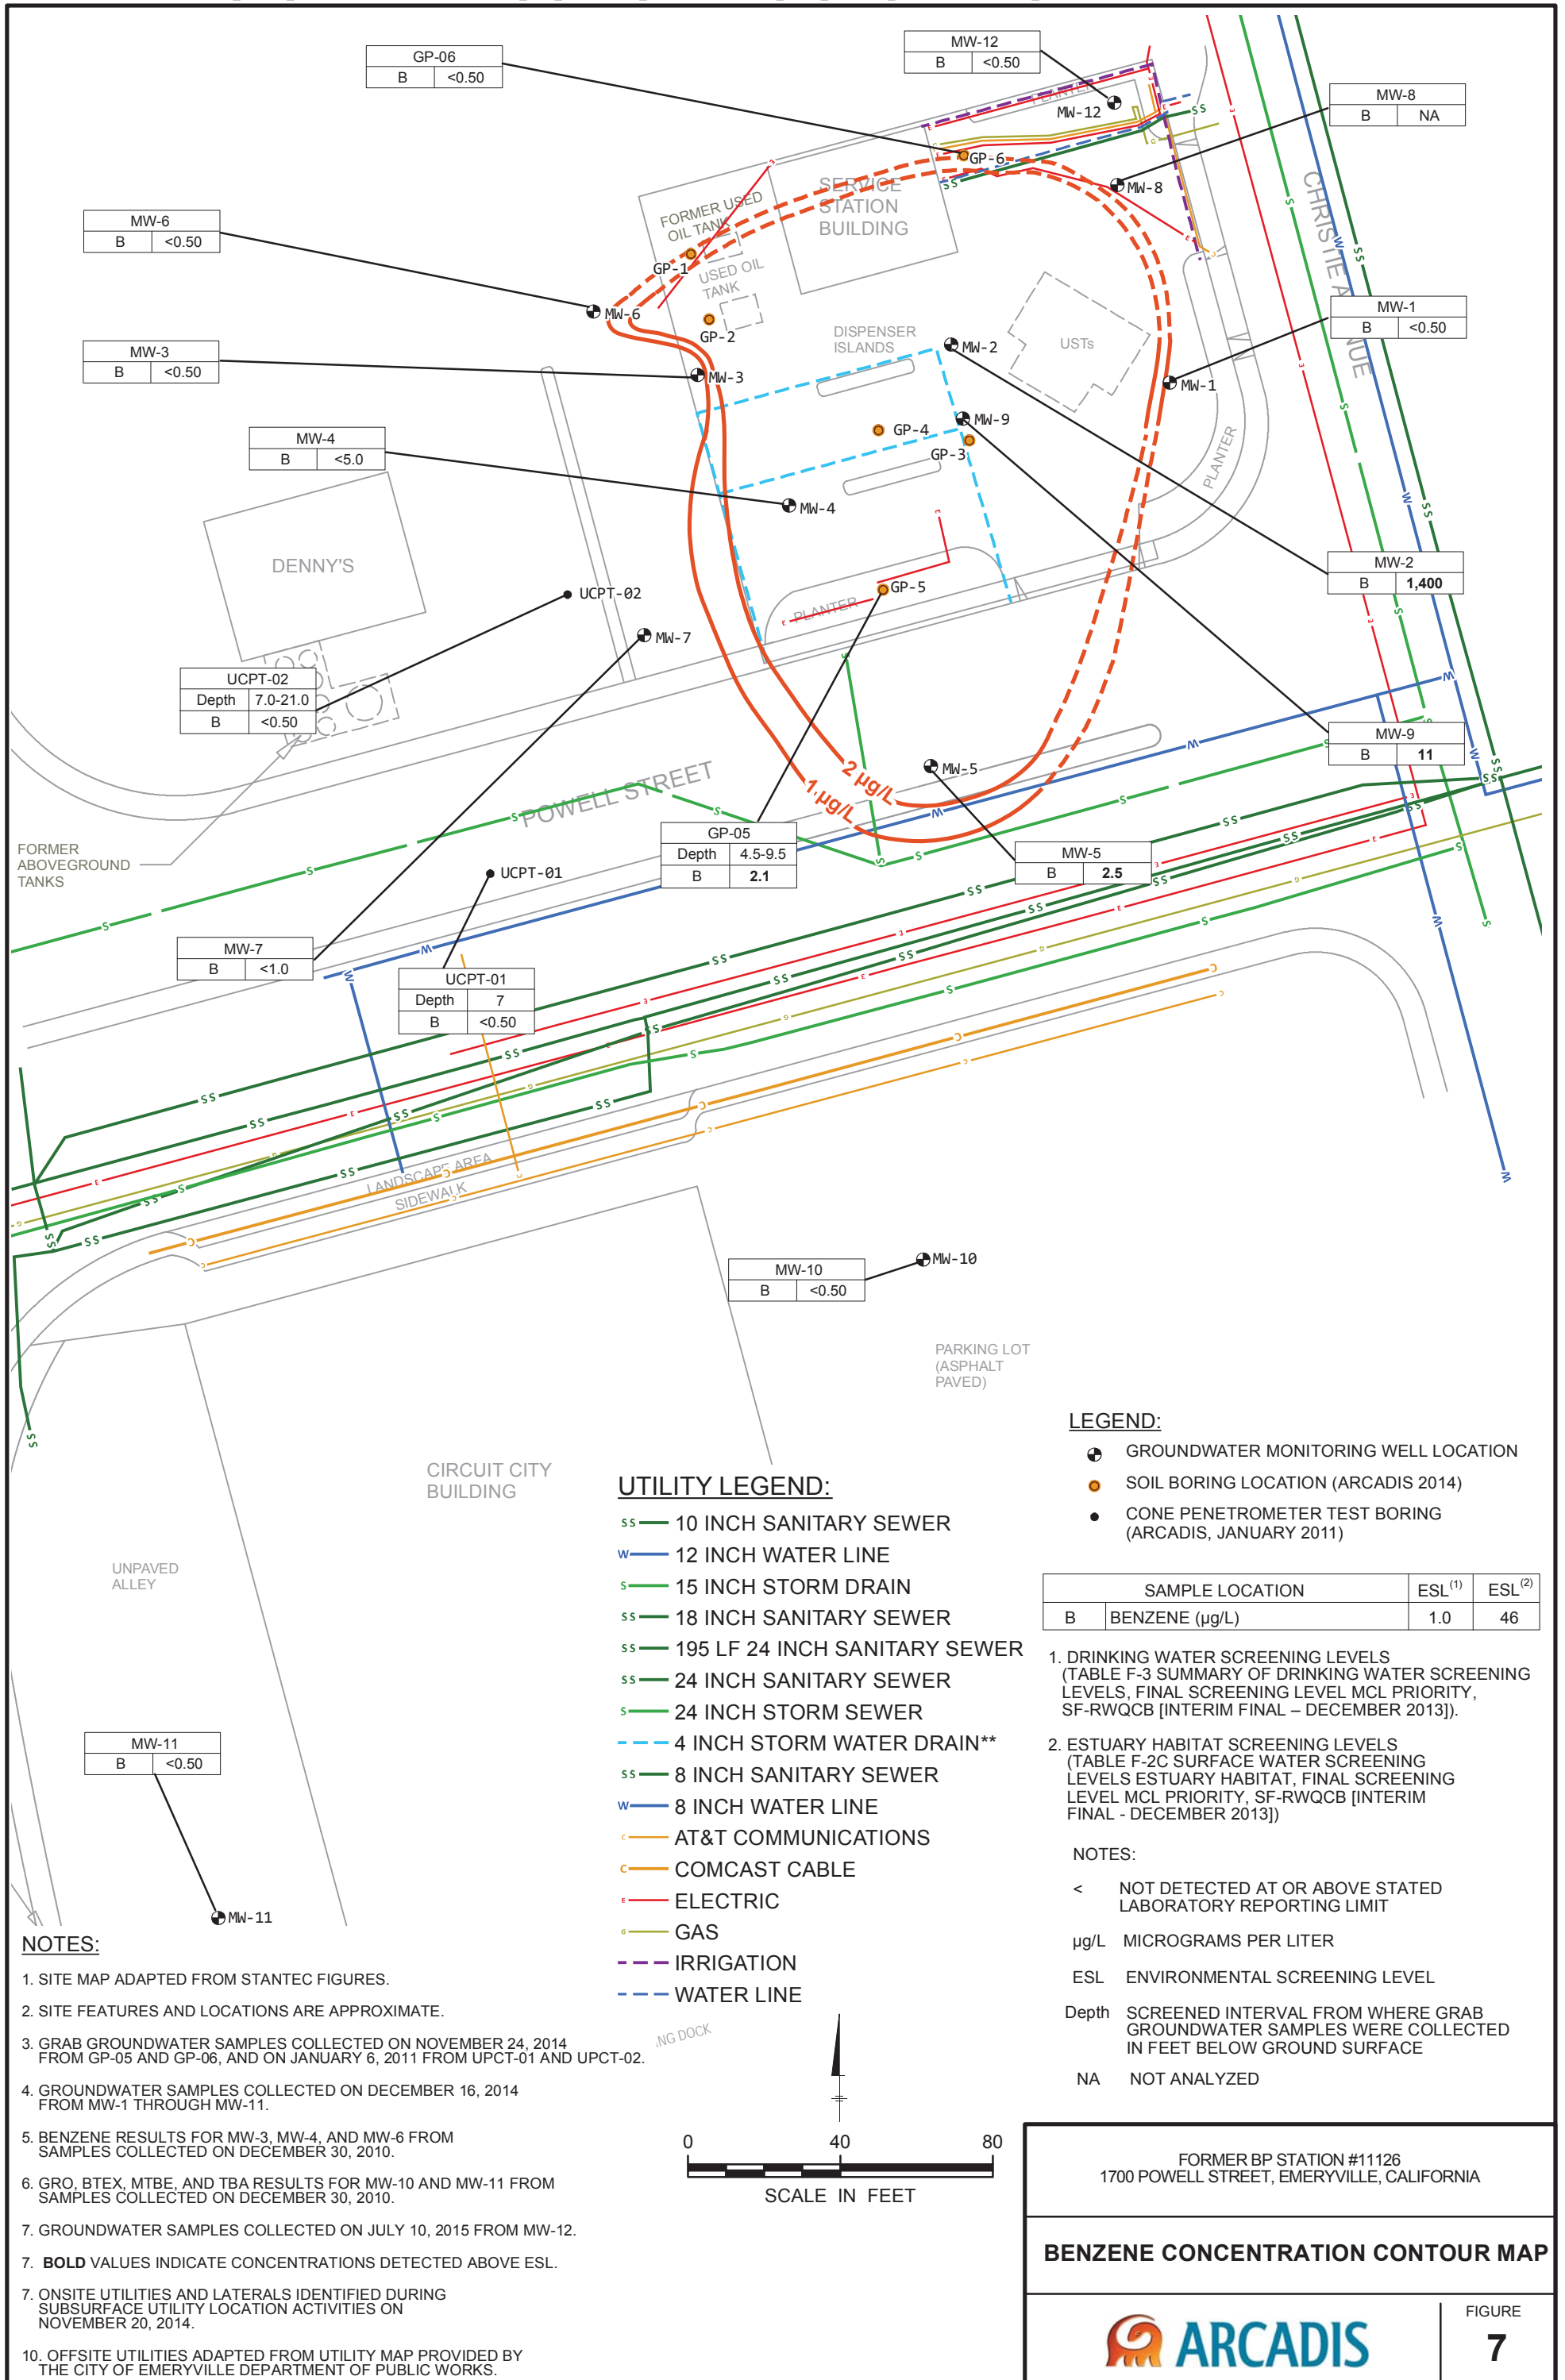 GP-06
B <0.50
MW-12
B <0.50
MW-8
B NA
MW-6
B <0.50
MW-3
B <0.50
MW-4
B <5.0
MW-1
B <0.50
MW-2
B 1,400
MW-9
B 11
UCPT-02
Depth 7.0-21.0
B <0.50
GP-05
Depth 4.5-9.5
B 2.1
MW-5
B 2.5
MW-7
B <1.0
UCPT-01
Depth 7
B <0.50
MW-10
B <0.50
MW-11
B <0.50
PLANTER
MW-12
GP-6
MW-8
SERVICE
STATION
BUILDING
FORMER USED
OIL TANK
GP-1
USED OIL
TANK
GP-2
MW-6
MW-3
DISPENSER
ISLANDS
MW-2
USTs
MW-1
MW-9
GP-4
GP-3
MW-4
PLANTER
CHRISTIE AVENUE
DENNY'S
UCPT-02
MW-7
PLANTER
GP-5
MW-5
2 µg/L
1 µg/L
POWELL STREET
FORMER
ABOVEGROUND
TANKS
UCPT-01
LANDSCAPE AREA
SIDEWALK
MW-10
PARKING LOT
(ASPHALT
PAVED)
CIRCUIT CITY
BUILDING
UNPAVED
ALLEY
MW-11
NG DOCK
UTILITY LEGEND:
SS 10 INCH SANITARY SEWER
W 12 INCH WATER LINE
S 15 INCH STORM DRAIN
SS 18 INCH SANITARY SEWER
SS 195 LF 24 INCH SANITARY SEWER
SS 24 INCH SANITARY SEWER
S 24 INCH STORM SEWER
4 INCH STORM WATER DRAIN**
SS 8 INCH SANITARY SEWER
W 8 INCH WATER LINE
C AT&T COMMUNICATIONS
C COMCAST CABLE
E ELECTRIC
G GAS
IRRIGATION
WATER LINE
LEGEND:
GROUNDWATER MONITORING WELL LOCATION
SOIL BORING LOCATION (ARCADIS 2014)
CONE PENETROMETER TEST BORING
(ARCADIS, JANUARY 2011)
SAMPLE LOCATION ESL(1) ESL(2)
B BENZENE (µg/L) 1.0 46
1. DRINKING WATER SCREENING LEVELS
(TABLE F-3 SUMMARY OF DRINKING WATER SCREENING
LEVELS, FINAL SCREENING LEVEL MCL PRIORITY,
SF-RWQCB [INTERIM FINAL – DECEMBER 2013]).
2. ESTUARY HABITAT SCREENING LEVELS
(TABLE F-2C SURFACE WATER SCREENING
LEVELS ESTUARY HABITAT, FINAL SCREENING
LEVEL MCL PRIORITY, SF-RWQCB [INTERIM
FINAL - DECEMBER 2013])
NOTES:
< NOT DETECTED AT OR ABOVE STATED
LABORATORY REPORTING LIMIT
µg/L MICROGRAMS PER LITER
ESL ENVIRONMENTAL SCREENING LEVEL
Depth SCREENED INTERVAL FROM WHERE GRAB
GROUNDWATER SAMPLES WERE COLLECTED
IN FEET BELOW GROUND SURFACE
NA NOT ANALYZED
NOTES:
1. SITE MAP ADAPTED FROM STANTEC FIGURES.
2. SITE FEATURES AND LOCATIONS ARE APPROXIMATE.
3. GRAB GROUNDWATER SAMPLES COLLECTED ON NOVEMBER 24, 2014
FROM GP-05 AND GP-06, AND ON JANUARY 6, 2011 FROM UPCT-01 AND UPCT-02.
4. GROUNDWATER SAMPLES COLLECTED ON DECEMBER 16, 2014
FROM MW-1 THROUGH MW-11.
5. BENZENE RESULTS FOR MW-3, MW-4, AND MW-6 FROM
SAMPLES COLLECTED ON DECEMBER 30, 2010.
6. GRO, BTEX, MTBE, AND TBA RESULTS FOR MW-10 AND MW-11 FROM
SAMPLES COLLECTED ON DECEMBER 30, 2010.
7. GROUNDWATER SAMPLES COLLECTED ON JULY 10, 2015 FROM MW-12.
7. BOLD VALUES INDICATE CONCENTRATIONS DETECTED ABOVE ESL.
7. ONSITE UTILITIES AND LATERALS IDENTIFIED DURING
SUBSURFACE UTILITY LOCATION ACTIVITIES ON
NOVEMBER 20, 2014.
10. OFFSITE UTILITIES ADAPTED FROM UTILITY MAP PROVIDED BY
THE CITY OF EMERYVILLE DEPARTMENT OF PUBLIC WORKS.
0 40 80
SCALE IN FEET
FORMER BP STATION #11126
1700 POWELL STREET, EMERYVILLE, CALIFORNIA
BENZENE CONCENTRATION CONTOUR MAP
ARCADIS
FIGURE
7